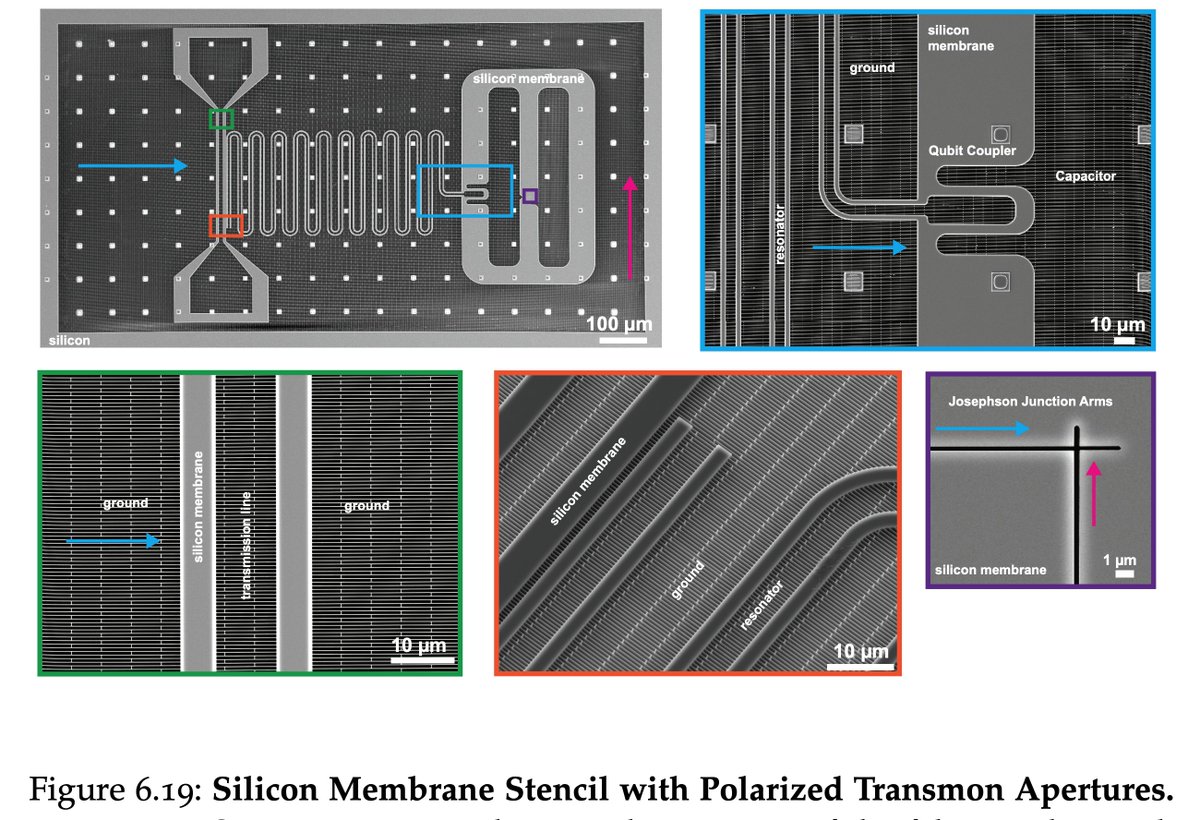 silicon membrane
100 µm
silicon
silicon
membrane
ground
Qubit Coupler
Capacitor
resonator
10 µm
ground
silicon membrane
transmission line
ground
10 µm
silicon membrane
ground
resonator
10 µm
Josephson Junction Arms
silicon membrane
1 µm
Figure 6.19: Silicon Membrane Stencil with Polarized Transmon Apertures.